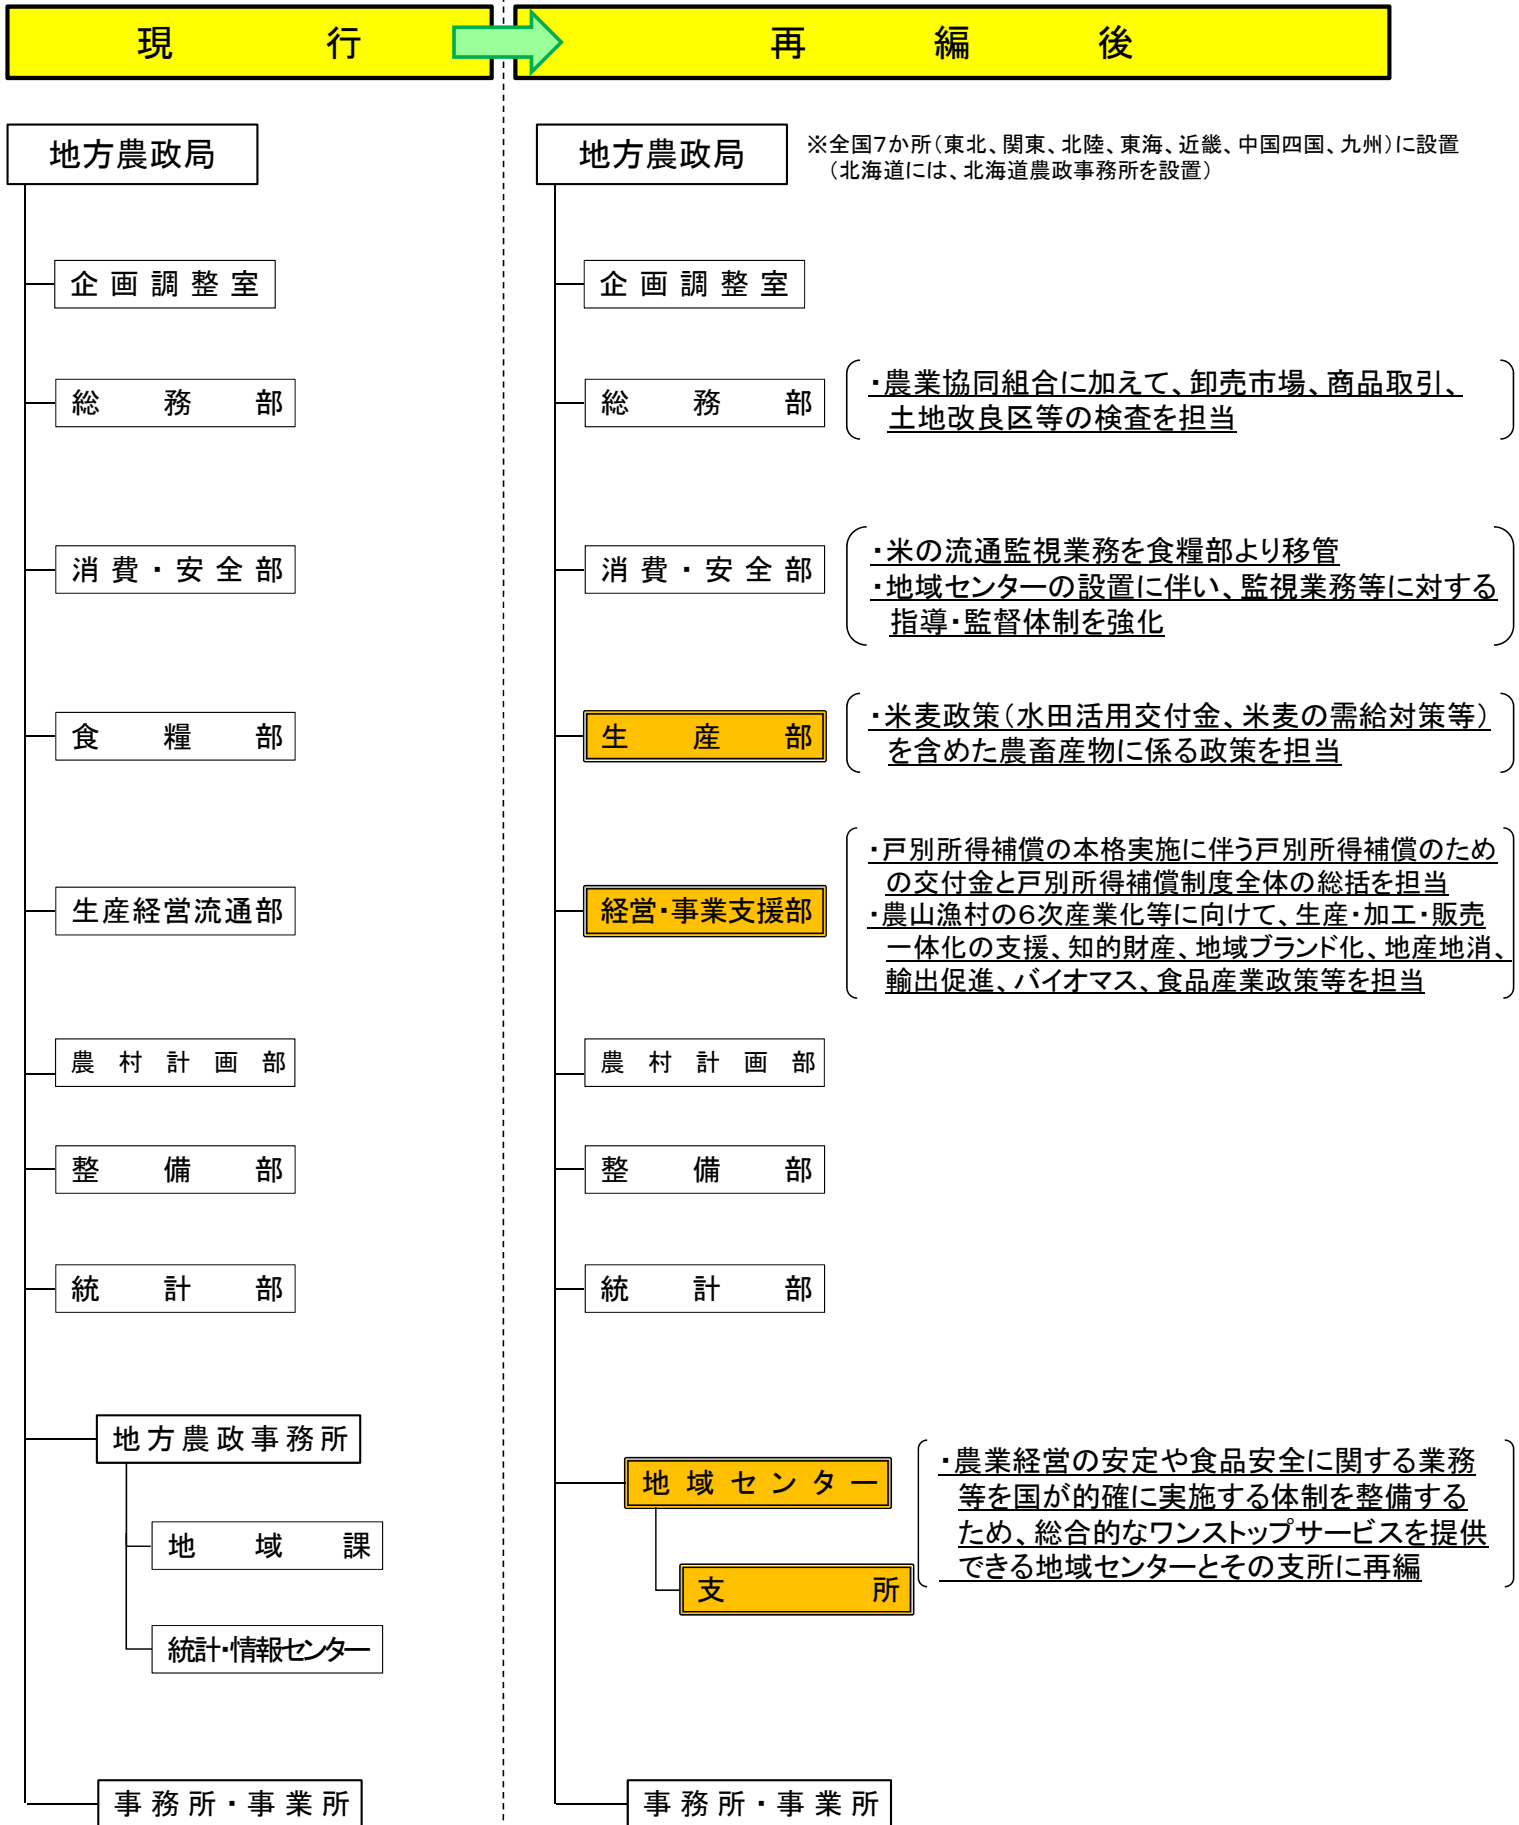 現行
再編後
地方農政局
企画調整室
総務部
消費・安全部
食糧部
生産経営流通部
農村計画部
整備部
統計部
地方農政事務所
地域課
統計・情報センター
事務所・事業所
地方農政局
※全国7か所(東北、関東、北陸、東海、近畿、中国四国、九州)に設置
(北海道には、北海道農政事務所を設置)
企画調整室
総務部
・農業協同組合に加えて、卸売市場、商品取引、
土地改良区等の検査を担当
消費・安全部
・米の流通監視業務を食糧部より移管
・地域センターの設置に伴い、監視業務等に対する
指導・監督体制を強化
生産部
・米麦政策(水田活用交付金、米麦の需給対策等)
を含めた農畜産物に係る政策を担当
経営・事業支援部
・戸別所得補償の本格実施に伴う戸別所得補償のため
の交付金と戸別所得補償制度全体の総括を担当
・農山漁村の6次産業化等に向けて、生産・加工・販売
一体化の支援、知的財産、地域ブランド化、地産地消、
輸出促進、バイオマス、食品産業政策等を担当
農村計画部
整備部
統計部
地域センター
支所
・農業経営の安定や食品安全に関する業務
等を国が的確に実施する体制を整備する
ため、総合的なワンストップサービスを提供
できる地域センターとその支所に再編
事務所・事業所